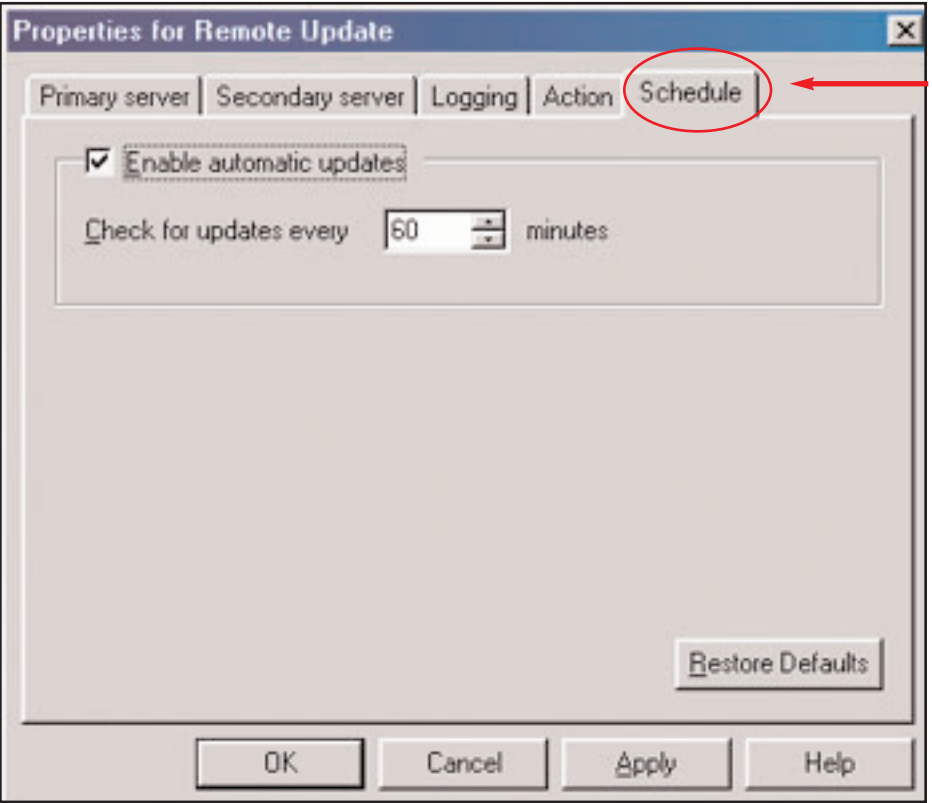 Properties for Remote Update
Primary server Secondary server Logging Action Schedule
Enable automatic updates
Check for updates every 60 minutes
Restore Defaults
OK Cancel Apply Help